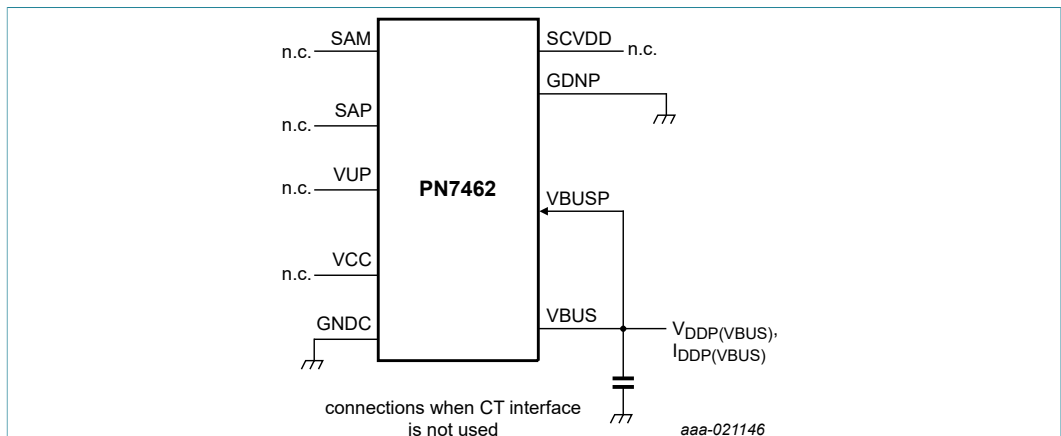 SAM
n.c.
SAP
n.c.
VUP
n.c.
VCC
n.c.
GNDC
PN7462
SCVDD
n.c.
GDNP
VBUSP
VBUS
VDDP(VBUS),
IDDP(VBUS)
connections when CT interface
is not used
aaa-021146